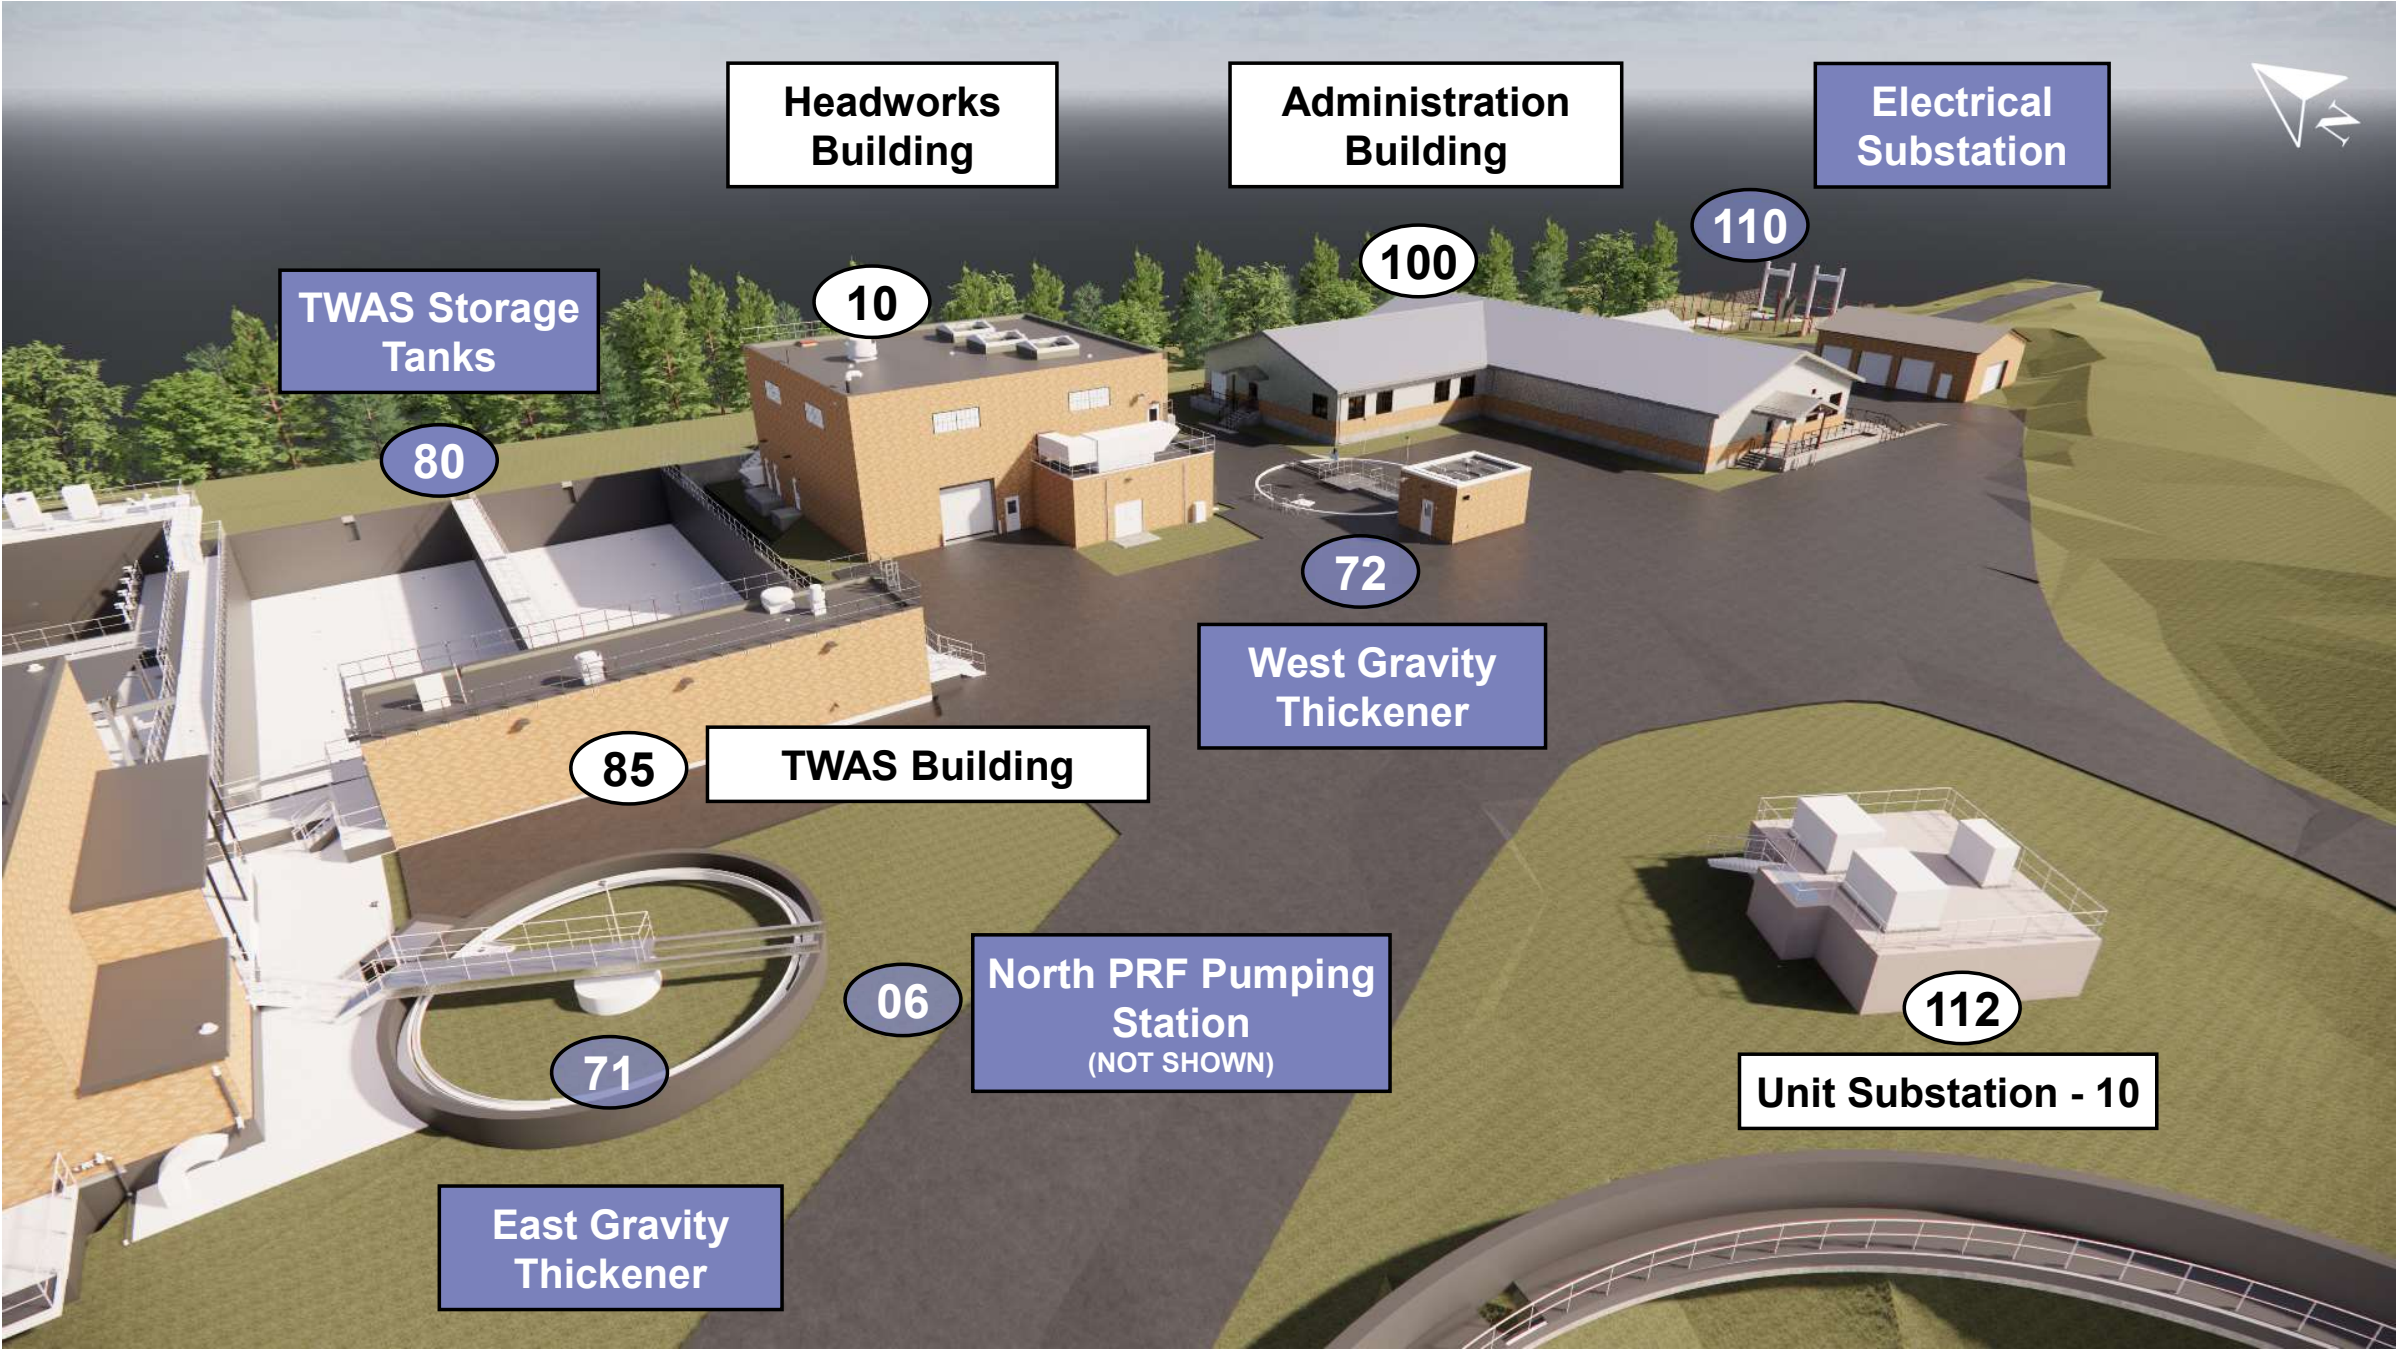 Headworks
Building
Administration
Building
Electrical
Substation
N
110
100
10
TWAS Storage
Tanks
80
72
West Gravity
Thickener
85
TWAS Building
06
North PRF Pumping
Station
(NOT SHOWN)
112
Unit Substation - 10
71
East Gravity
Thickener